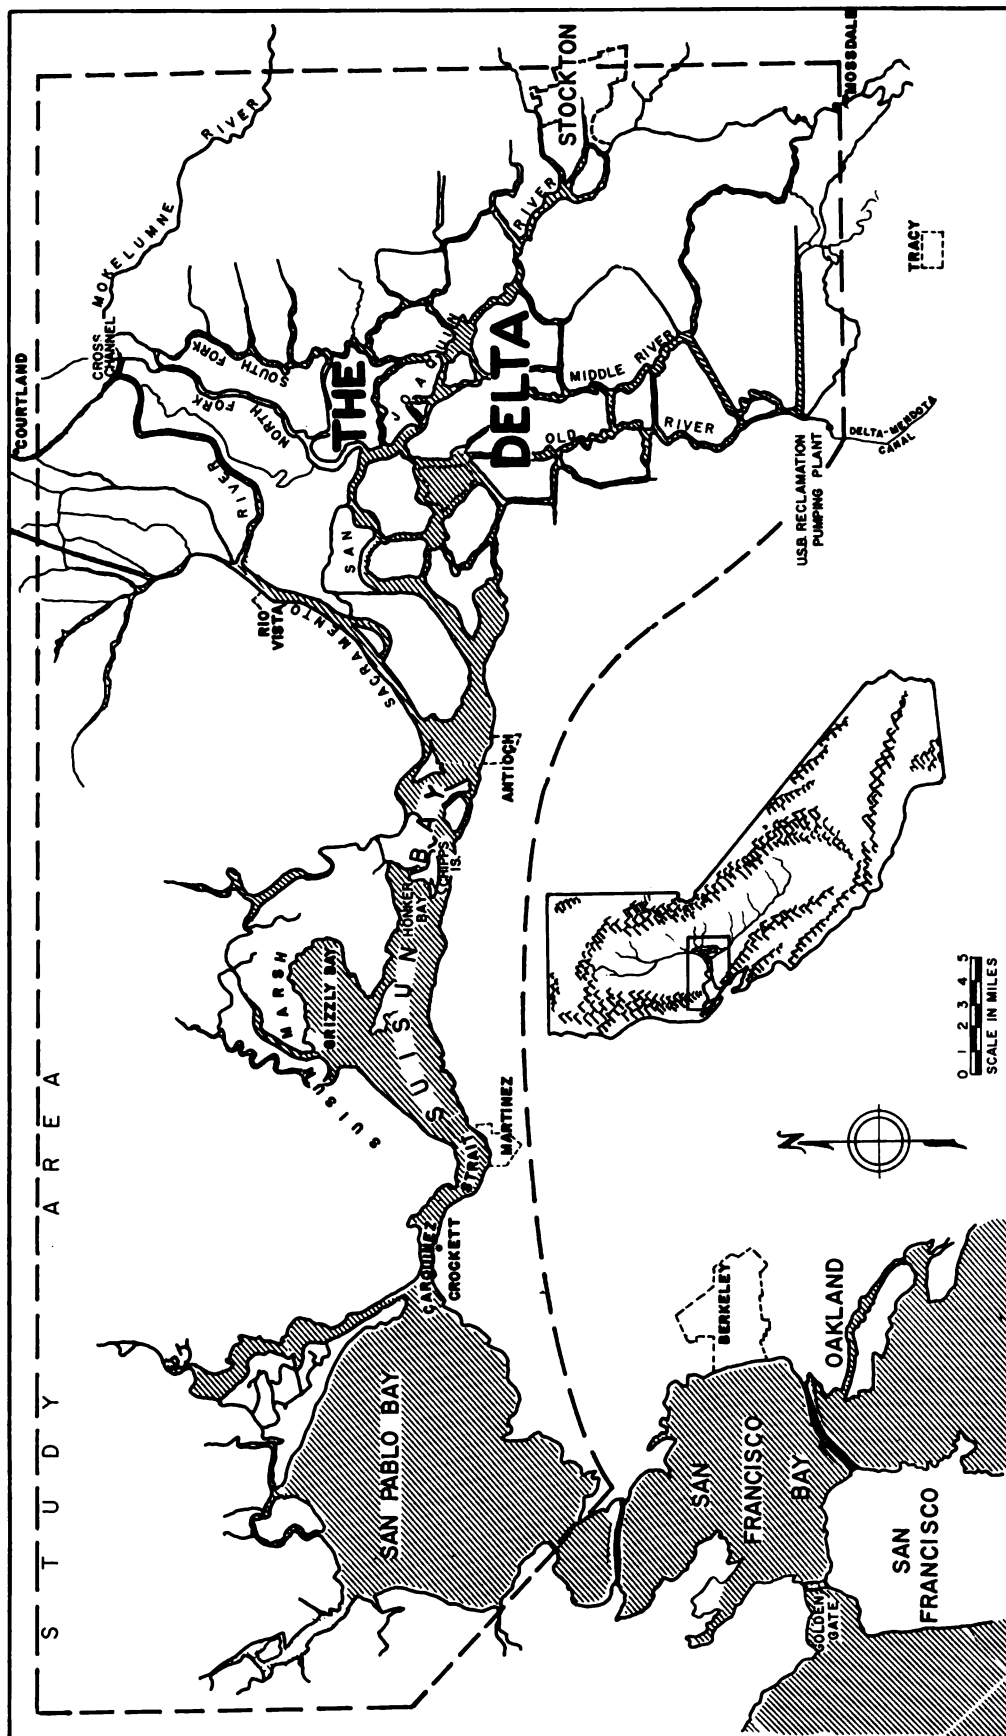 STUDY AREA
COURTLAND
CROSS
CHANNEL
MOKELUMNE RIVER
SOUTH FORK
NORTH FORK
RIVER
SACRAMENTO
RIO
VISTA
THE
DELTA
SAN JOAQUIN RIVER
STOCKTON
MOSSDALE
TRACY
MIDDLE RIVER
OLD RIVER
DELTA-MENDOTA
CANAL
U.S.B. RECLAMATION
PUMPING PLANT
ANTIOCH
SUISUN MARSH
GRIZZLY BAY
HONKER
BAY
CHIPPS
IS.
SUISUN BAY
CARQUINEZ STRAIT
MARTINEZ
CROCKETT
SAN PABLO BAY
BERKELEY
OAKLAND
SAN
FRANCISCO
BAY
GOLDEN
GATE
SAN
FRANCISCO
N
0 1 2 3 4 5
SCALE IN MILES